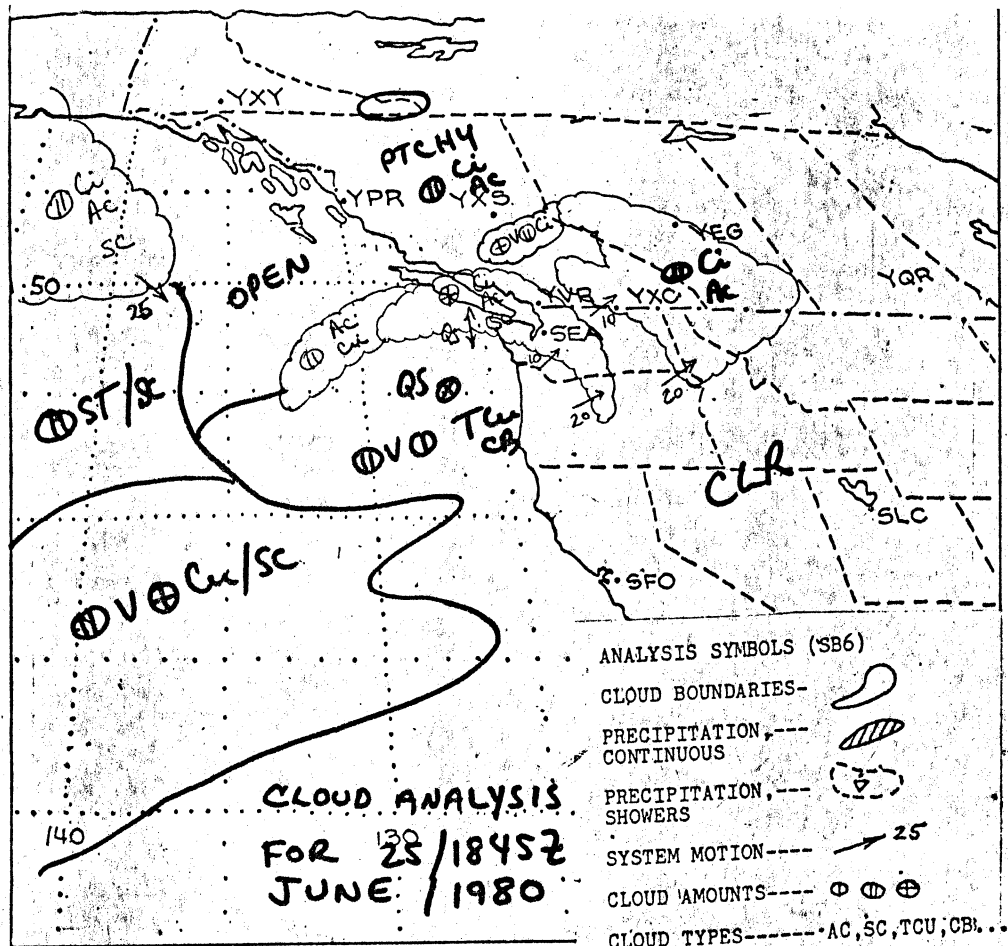 YXY
PTCHY
Ci
Ac
YPR
YXS
Ci
AC
SC
V Ci
YEG
Ci
Ac
YQR
50
25
OPEN
YVR
YXC
10
SEA
AC
Cu
QS
10
20
20
ST/SC
QS
V TCu
CB
CLR
SLC
V Cu/SC
SFO
140
130
CLOUD ANALYSIS
FOR 25/1845Z
JUNE / 1980
ANALYSIS SYMBOLS (SB6)
CLOUD BOUNDARIES-
PRECIPITATION,---
CONTINUOUS
PRECIPITATION,---
SHOWERS
SYSTEM MOTION---- 25
CLOUD AMOUNTS----
CLOUD TYPES------AC,SC,TCU,CB..